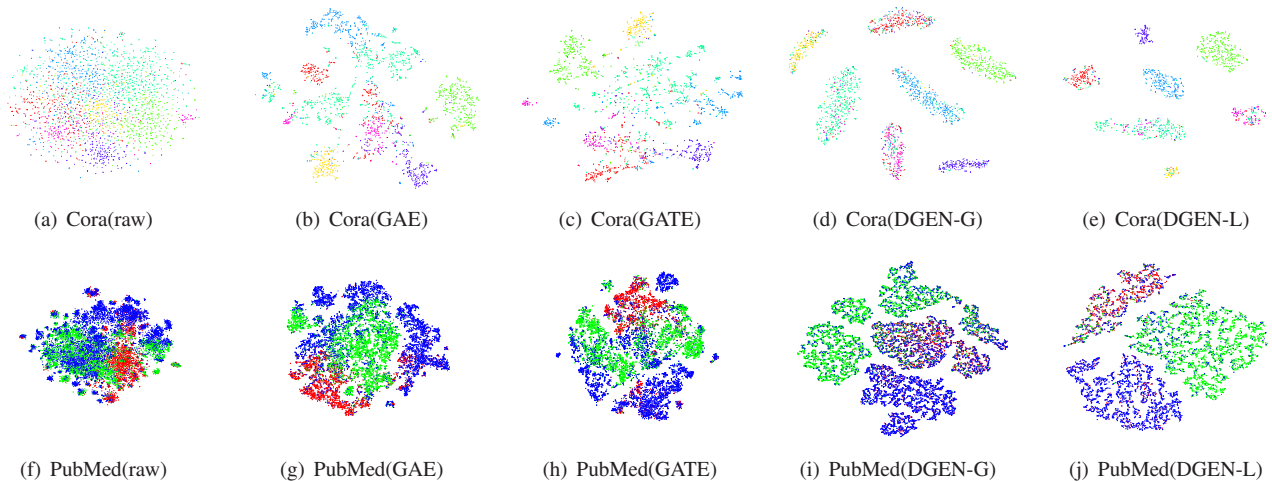 (a) Cora(raw)
(b) Cora(GAE)
(c) Cora(GATE)
(d) Cora(DGEN-G)
(e) Cora(DGEN-L)
(f) PubMed(raw)
(g) PubMed(GAE)
(h) PubMed(GATE)
(i) PubMed(DGEN-G)
(j) PubMed(DGEN-L)